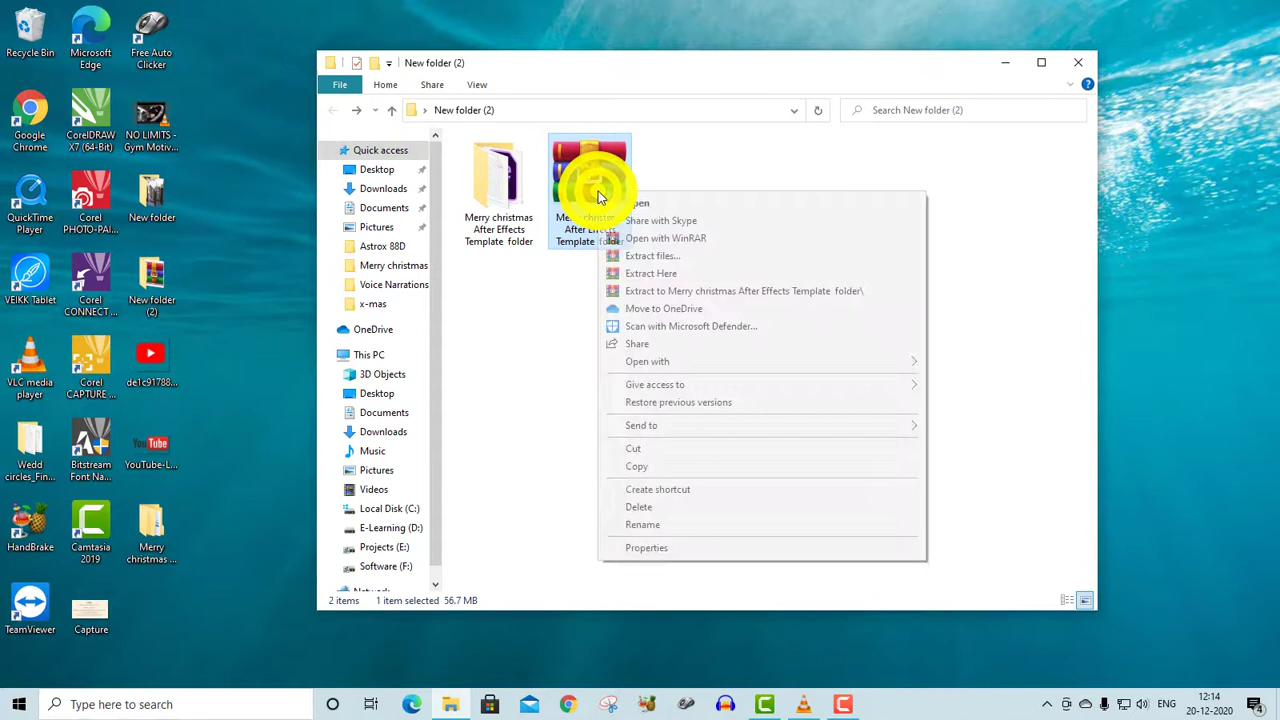 Recycle Bin
Microsoft
Edge
Free Auto
Clicker
Google
Chrome
CorelDRAW
X7 (64-Bit)
NO LIMITS -
Gym Motiv...
QuickTime
Player
Corel
PHOTO-PAI...
New folder
VEIKK Tablet
Corel
CONNECT ...
New folder
(2)
VLC media
player
Corel
CAPTURE ...
de1c91788...
Wedd
circles_Fin...
Bitstream
Font Na...
YouTube-L...
HandBrake
Camtasia
2019
Merry
christmas ...
TeamViewer
Capture
New folder (2)
File
Home
Share
View
New folder (2)
Search New folder (2)
Quick access
Desktop
Downloads
Documents
Pictures
Astrox 88D
Merry christmas
Voice Narrations
x-mas
OneDrive
This PC
3D Objects
Desktop
Documents
Downloads
Music
Pictures
Videos
Local Disk (C:)
E-Learning (D:)
Projects (E:)
Software (F:)
Merry christmas
After Effects
Template folder
After Effects
Template folder
Open
Share with Skype
Open with WinRAR
Extract files...
Extract Here
Extract to Merry christmas After Effects Template folder\
Move to OneDrive
Scan with Microsoft Defender...
Share
Open with
Give access to
Restore previous versions
Send to
Cut
Copy
Create shortcut
Delete
Rename
Properties
2 items
1 item selected 56.7 MB
Type here to search
ENG
12:14
20-12-2020
4